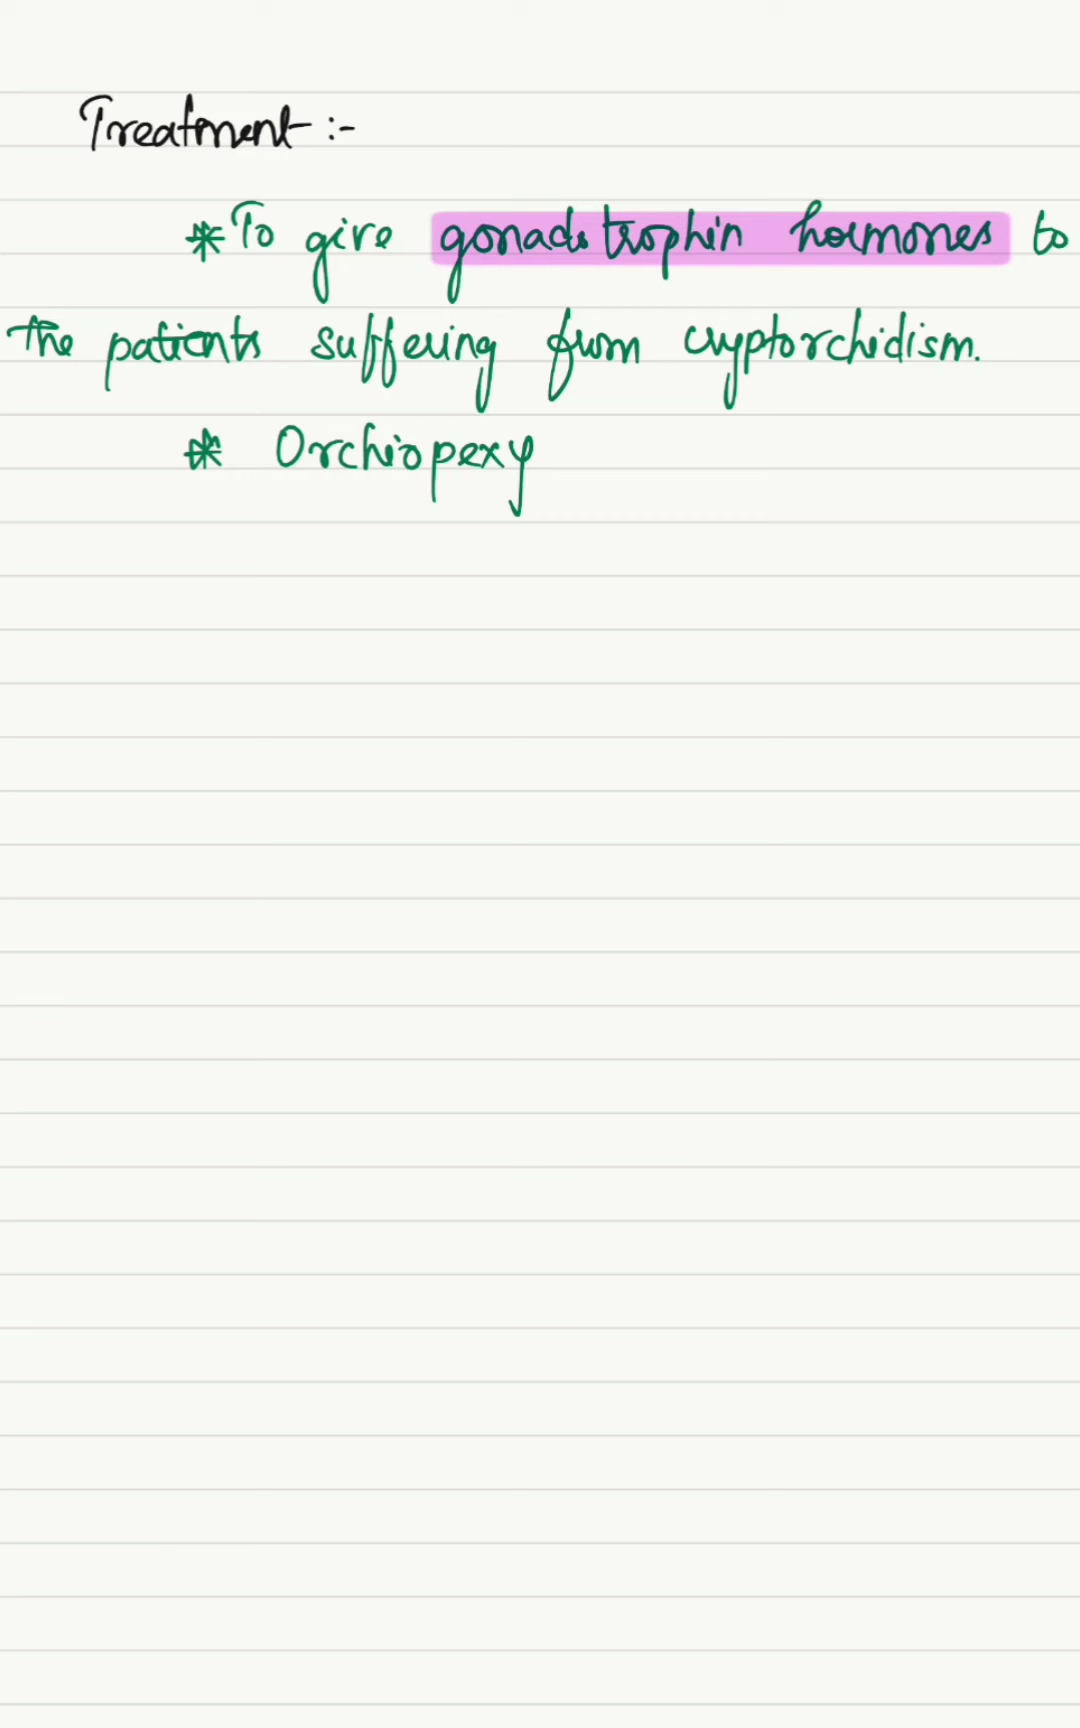 Treatment :-
* To give gonadotrophin hormones to
the patients suffering from cryptorchidism.
* Orchiopexy